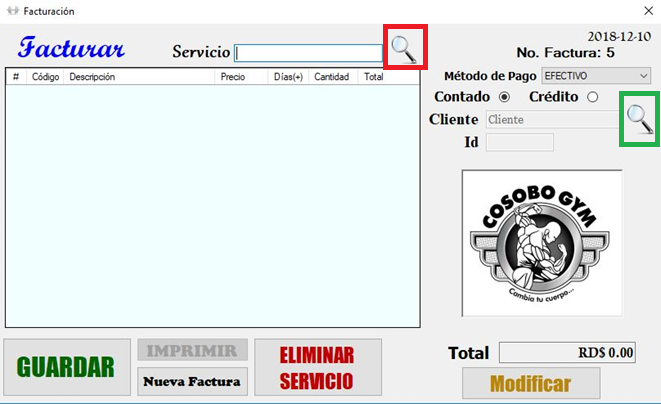 Facturación
Facturar
Servicio
2018-12-10
No. Factura: 5
Método de Pago EFECTIVO
Contado Crédito
Cliente Cliente
Id
# Código Descripción Precio Días(+) Cantidad Total
COSOBO GYM
Cambia tu cuerpo...
GUARDAR
IMPRIMIR
Nueva Factura
ELIMINAR
SERVICIO
Total RD$ 0.00
Modificar